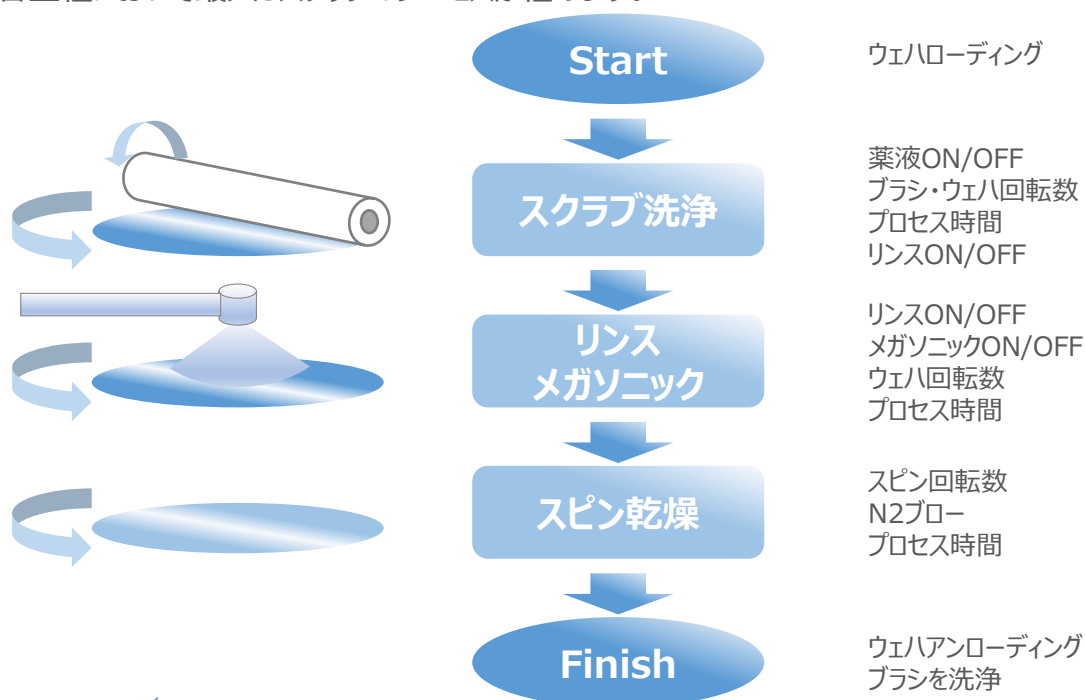 Start
ウェハローディング
スクラブ洗浄
薬液ON/OFF
ブラシ・ウェハ回転数
プロセス時間
リンスON/OFF
リンス
メガソニック
リンスON/OFF
メガソニックON/OFF
ウェハ回転数
プロセス時間
スピン乾燥
スピン回転数
N2ブロー
プロセス時間
Finish
ウェハアンローディング
ブラシを洗浄